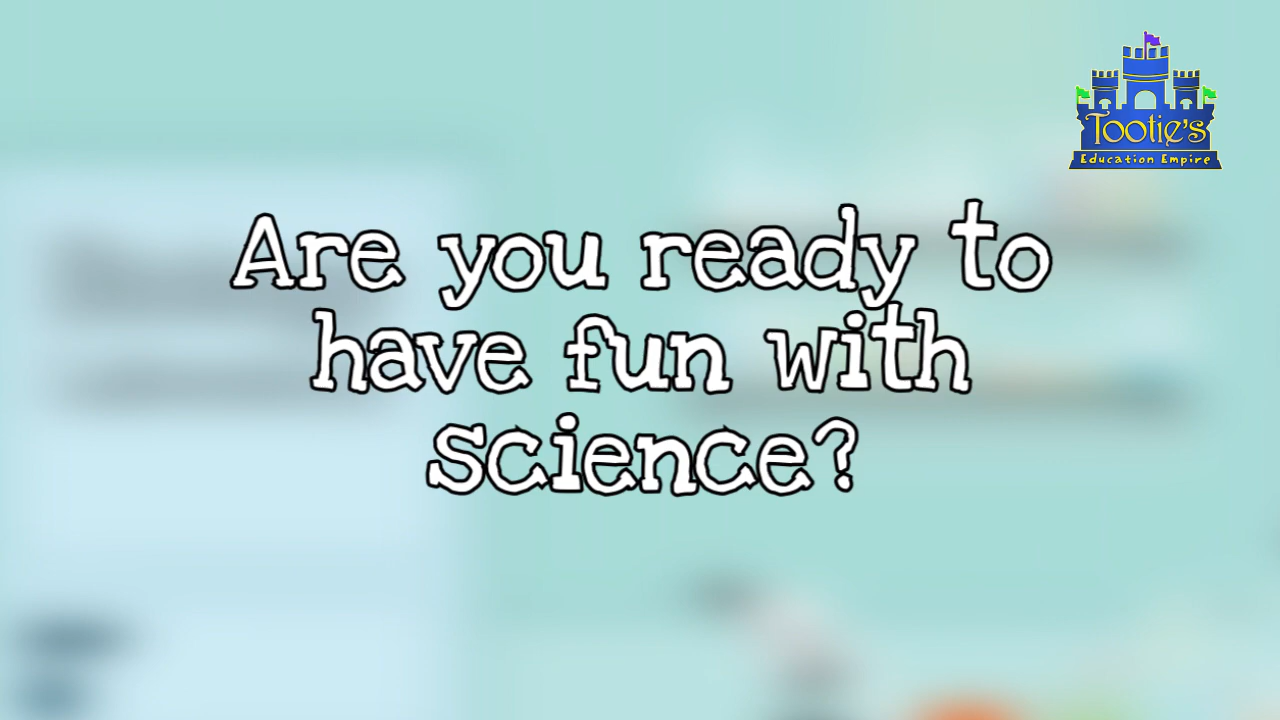 Tootie's
Education Empire
Are you ready to
have fun with
science?